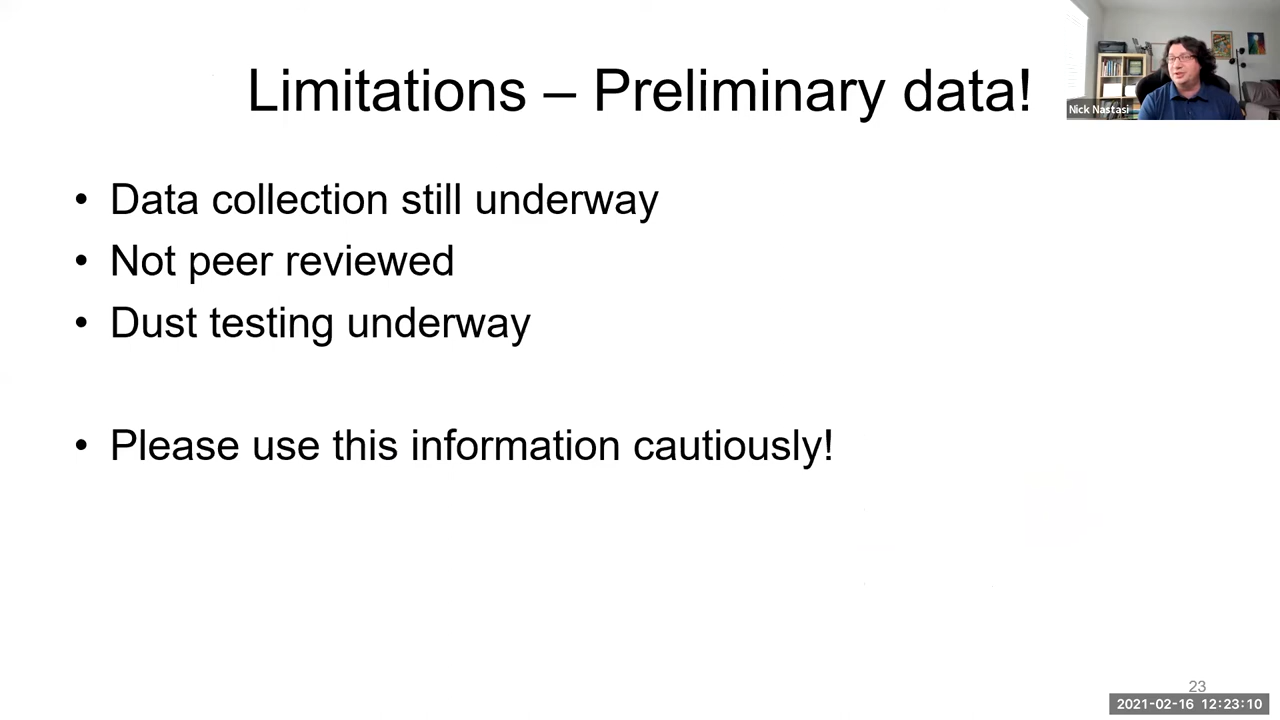 Limitations – Preliminary data!
Nick Nastasi
• Data collection still underway
• Not peer reviewed
• Dust testing underway
• Please use this information cautiously!
23
2021-02-16 12:23:10